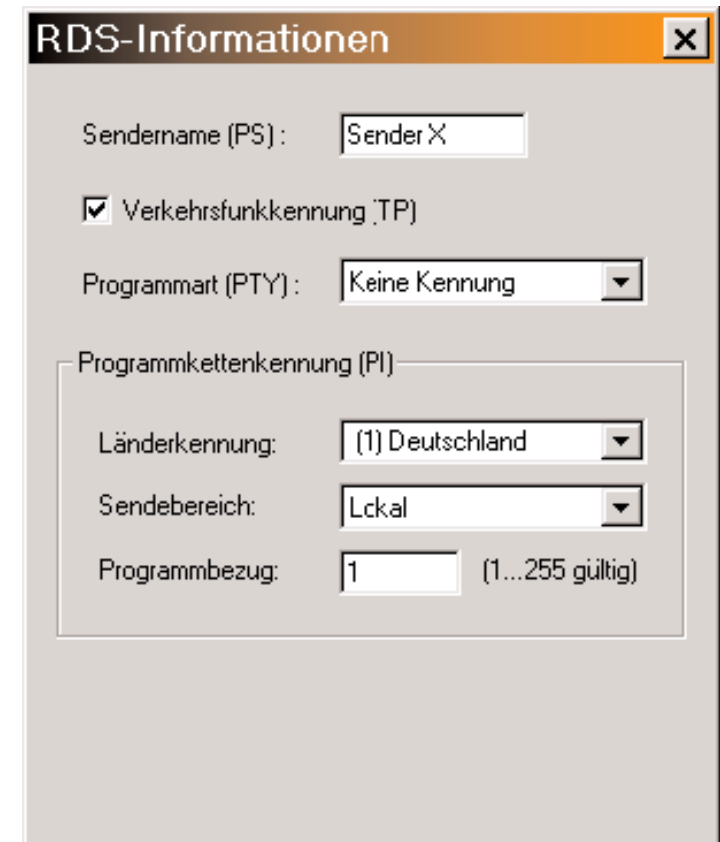 RDS-Informationen
Sendername (PS) : Sender X
Verkehrsfunkkennung (TP)
Programmart (PTY) : Keine Kennung
Programmkettenkennung (PI)
Länderkennung: (1) Deutschland
Sendebereich: Lckal
Programmbezug: 1 (1...255 gültig)